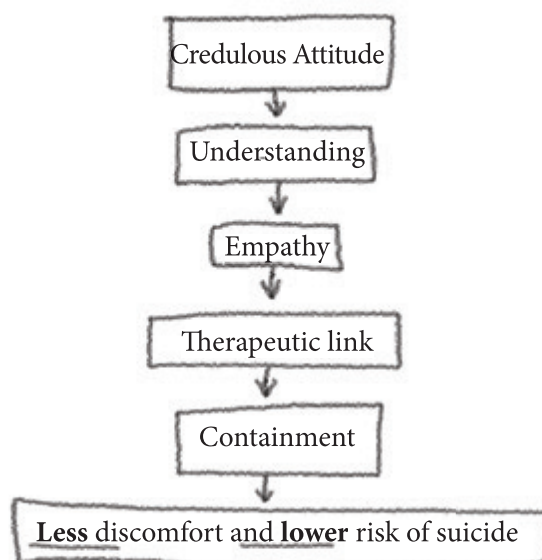 Credulous Attitude
Understanding
Empathy
Therapeutic link
Containment
Less discomfort and lower risk of suicide